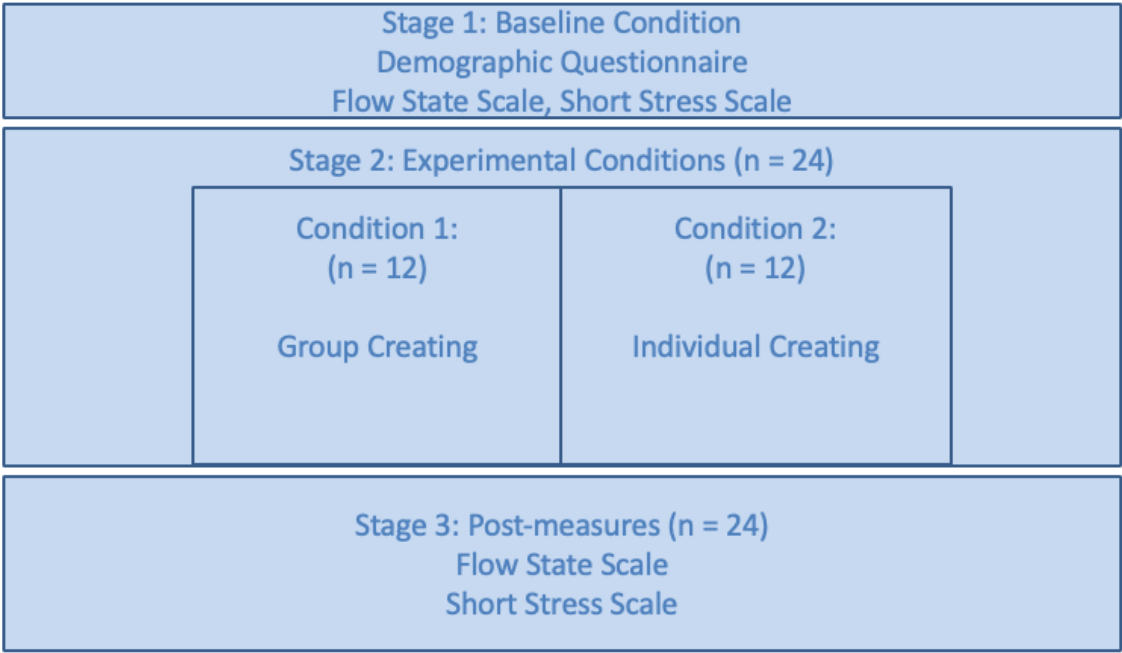 Stage 1: Baseline Condition
Demographic Questionnaire
Flow State Scale, Short Stress Scale
Stage 2: Experimental Conditions (n = 24)
Condition 1:
(n = 12)
Group Creating
Condition 2:
(n = 12)
Individual Creating
Stage 3: Post-measures (n = 24)
Flow State Scale
Short Stress Scale